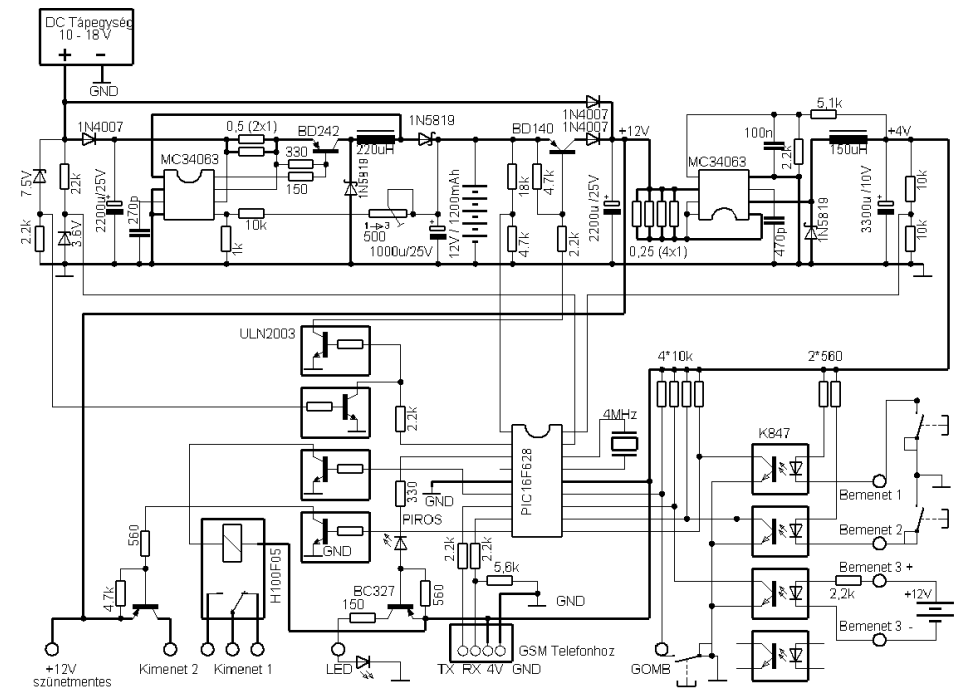 DC Tápegység
10 - 18 V
+ -
GND
1N4007
0,5 (2x1)
BD242
1N5819
BD140
1N4007
1N4007
+12V
5,1k
+4V
100n
2.2k
150uH
7.5V
22k
2200u/25V
270p
MC34063
330
150
220uH
1N5819
12V / 1200mAh
18k
4.7k
2200u/25V
MC34063
3300u /10V
10k
2.2k
3.6V
10k
1k
1→3
500
1000u/25V
4.7k
2.2k
0,25 (4x1)
470p
1N5819
10k
ULN2003
4*10k
2*560
2.2k
4MHz
K847
PIC16F628
GND
330
Bemenet 1
PIROS
Bemenet 2
GND
2.2k
2.2k
560
H100F05
5,6k
Bemenet 3 +
4.7k
BC327
560
GND
2,2k
+12V
150
Bemenet 3 -
+12V
szünetmentes
Kimenet 2
Kimenet 1
LED
TX RX 4V GND
GSM Telefonhoz
GOMB